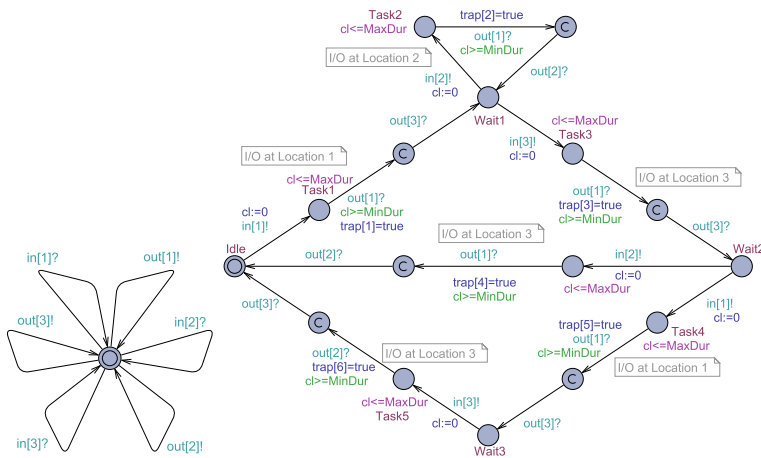 Task2
trap[2]=true
cl<=MaxDur
out[1]?
cl>=MinDur
C
I/O at Location 2
in[2]!
cl:=0
out[2]?
Wait1
out[3]?
cl<=MaxDur
Task3
in[3]!
cl:=0
I/O at Location 1
C
cl<=MaxDur
Task1
out[1]?
cl>=MinDur
trap[1]=true
cl:=0
in[1]!
I/O at Location 3
out[1]?
trap[3]=true
cl>=MinDur
C
out[3]?
I/O at Location 3
Idle
out[2]?
C
out[1]?
trap[4]=true
cl>=MinDur
in[2]!
cl:=0
cl<=MaxDur
Wait2
in[1]?
out[1]!
out[3]!
in[2]?
in[3]?
out[2]!
out[3]?
C
out[2]?
trap[6]=true
cl>=MinDur
I/O at Location 3
cl<=MaxDur
Task5
in[3]!
cl:=0
Wait3
out[3]?
C
trap[5]=true
out[1]?
cl>=MinDur
in[1]!
cl:=0
Task4
cl<=MaxDur
I/O at Location 1